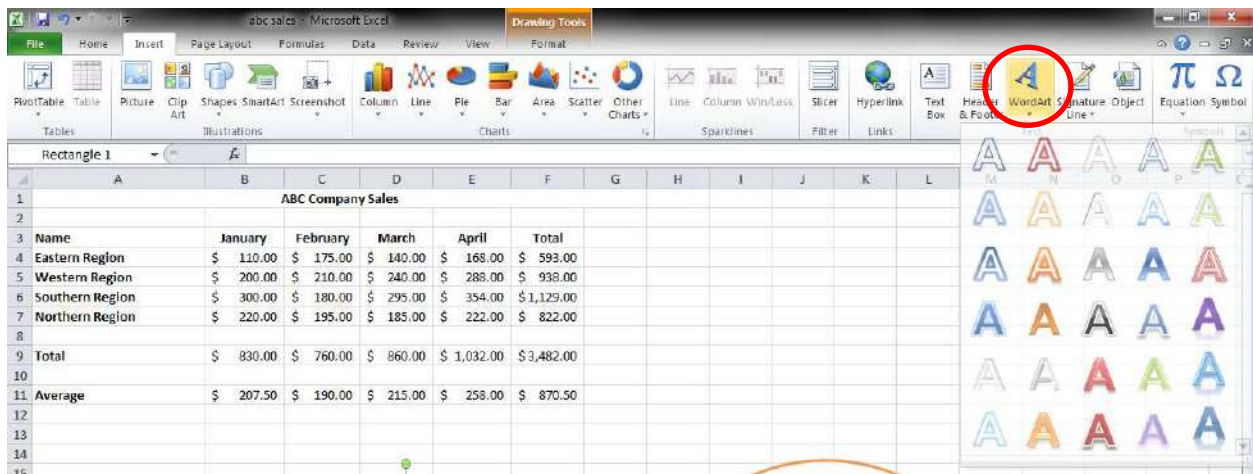 abc sales - Microsoft Excel
Drawing Tools
File Home Insert Page Layout Formulas Data Review View Format
PivotTable Table Picture Clip Art Shapes SmartArt Screenshot Column Line Pie Bar Area Scatter Other Charts Line Column Win/Loss Slicer Hyperlink Text Box Header & Footer WordArt Signature Line Object Equation Symbol
Tables Illustrations Charts Sparklines Filter Links Text Symbols
Rectangle 1 fx
A B C D E F G H I J K L M N O P
1 ABC Company Sales
2
3 Name January February March April Total
4 Eastern Region $ 110.00 $ 175.00 $ 140.00 $ 168.00 $ 593.00
5 Western Region $ 200.00 $ 210.00 $ 240.00 $ 288.00 $ 938.00
6 Southern Region $ 300.00 $ 180.00 $ 295.00 $ 354.00 $1,129.00
7 Northern Region $ 220.00 $ 195.00 $ 185.00 $ 222.00 $ 822.00
8
9 Total $ 830.00 $ 760.00 $ 860.00 $ 1,032.00 $3,482.00
10
11 Average $ 207.50 $ 190.00 $ 215.00 $ 258.00 $ 870.50
12
13
14
15
A A A A A
A A A A A
A A A A A
A A A A A
A A A A A
A A A A A